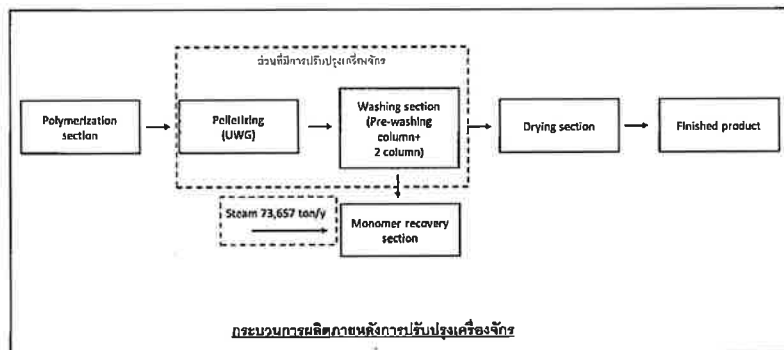 ส่วนที่มีการปรับปรุงเครื่องจักร
Polymerization
section
Pelletizing
(UWG)
Washing section
(Pre-washing
column+
2 column)
Drying section
Finished product
Steam 73,657 ton/y
Monomer recovery
section
กระบวนการผลิตภายหลังการปรับปรุงเครื่องจักร